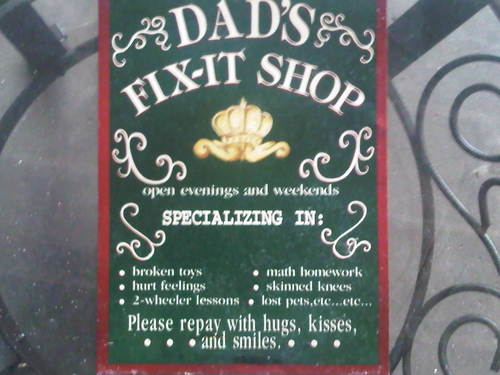 DAD'S
FIX-IT SHOP
open evenings and weekends
SPECIALIZING IN:
• broken toys
• hurt feelings
• 2-wheeler lessons
• math homework
• skinned knees
• lost pets,etc...etc...
Please repay with hugs, kisses,
• • • • and smiles. • • •